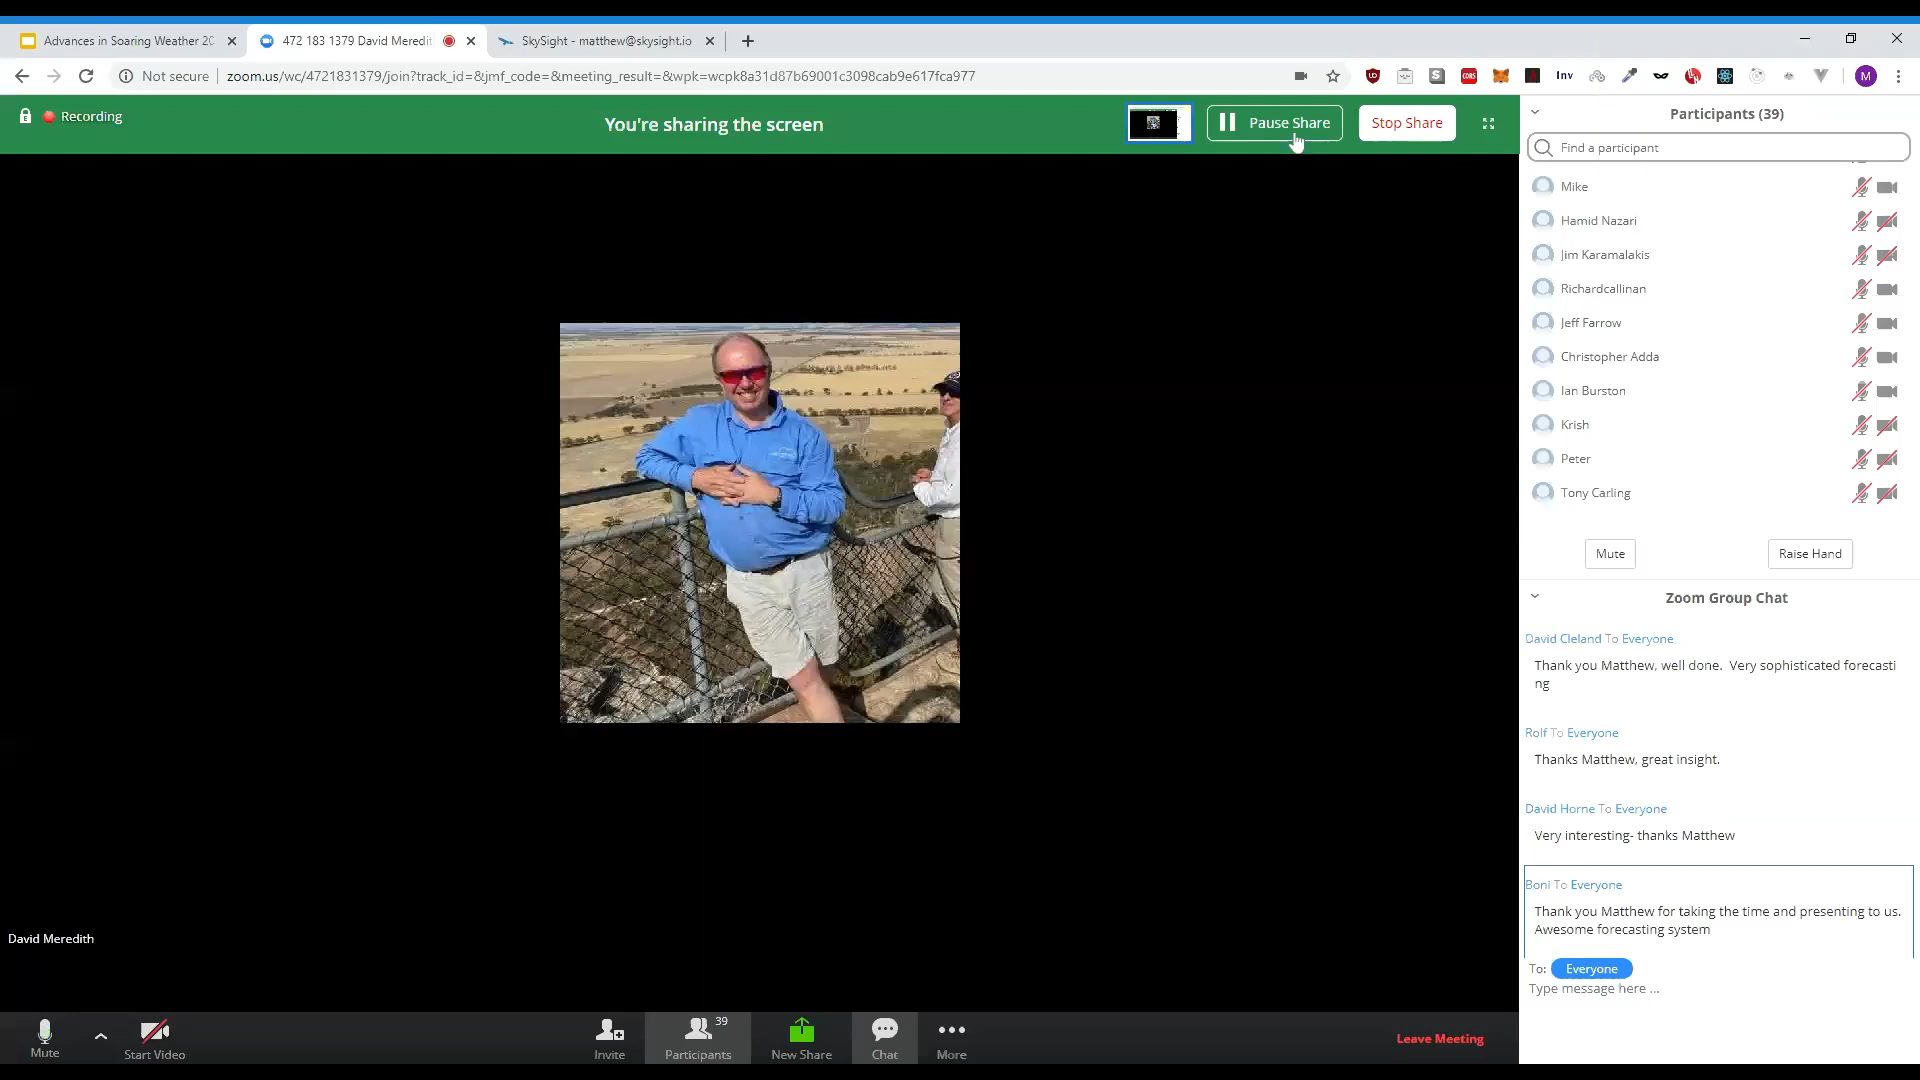 Advances in Soaring Weather 20
472 183 1379 David Meredit
SkySight - matthew@skysight.io
Not secure
zoom.us/wc/4721831379/join?track_id=&jmf_code=&meeting_result=&wpk=wcpk8a31d87b69001c3098cab9e617fca977
CORS
Inv
M
Recording
You're sharing the screen
Pause Share
Stop Share
Participants (39)
Find a participant
Mike
Hamid Nazari
Jim Karamalakis
Richardcallinan
Jeff Farrow
Christopher Adda
Ian Burston
Krish
Peter
Tony Carling
Mute
Raise Hand
Zoom Group Chat
David Cleland To Everyone
Thank you Matthew, well done.  Very sophisticated forecasti
ng
Rolf To Everyone
Thanks Matthew, great insight.
David Horne To Everyone
Very interesting- thanks Matthew
Boni To Everyone
Thank you Matthew for taking the time and presenting to us.
Awesome forecasting system
To: Everyone
Type message here ...
David Meredith
Mute
Start Video
Invite
39
Participants
New Share
Chat
More
Leave Meeting